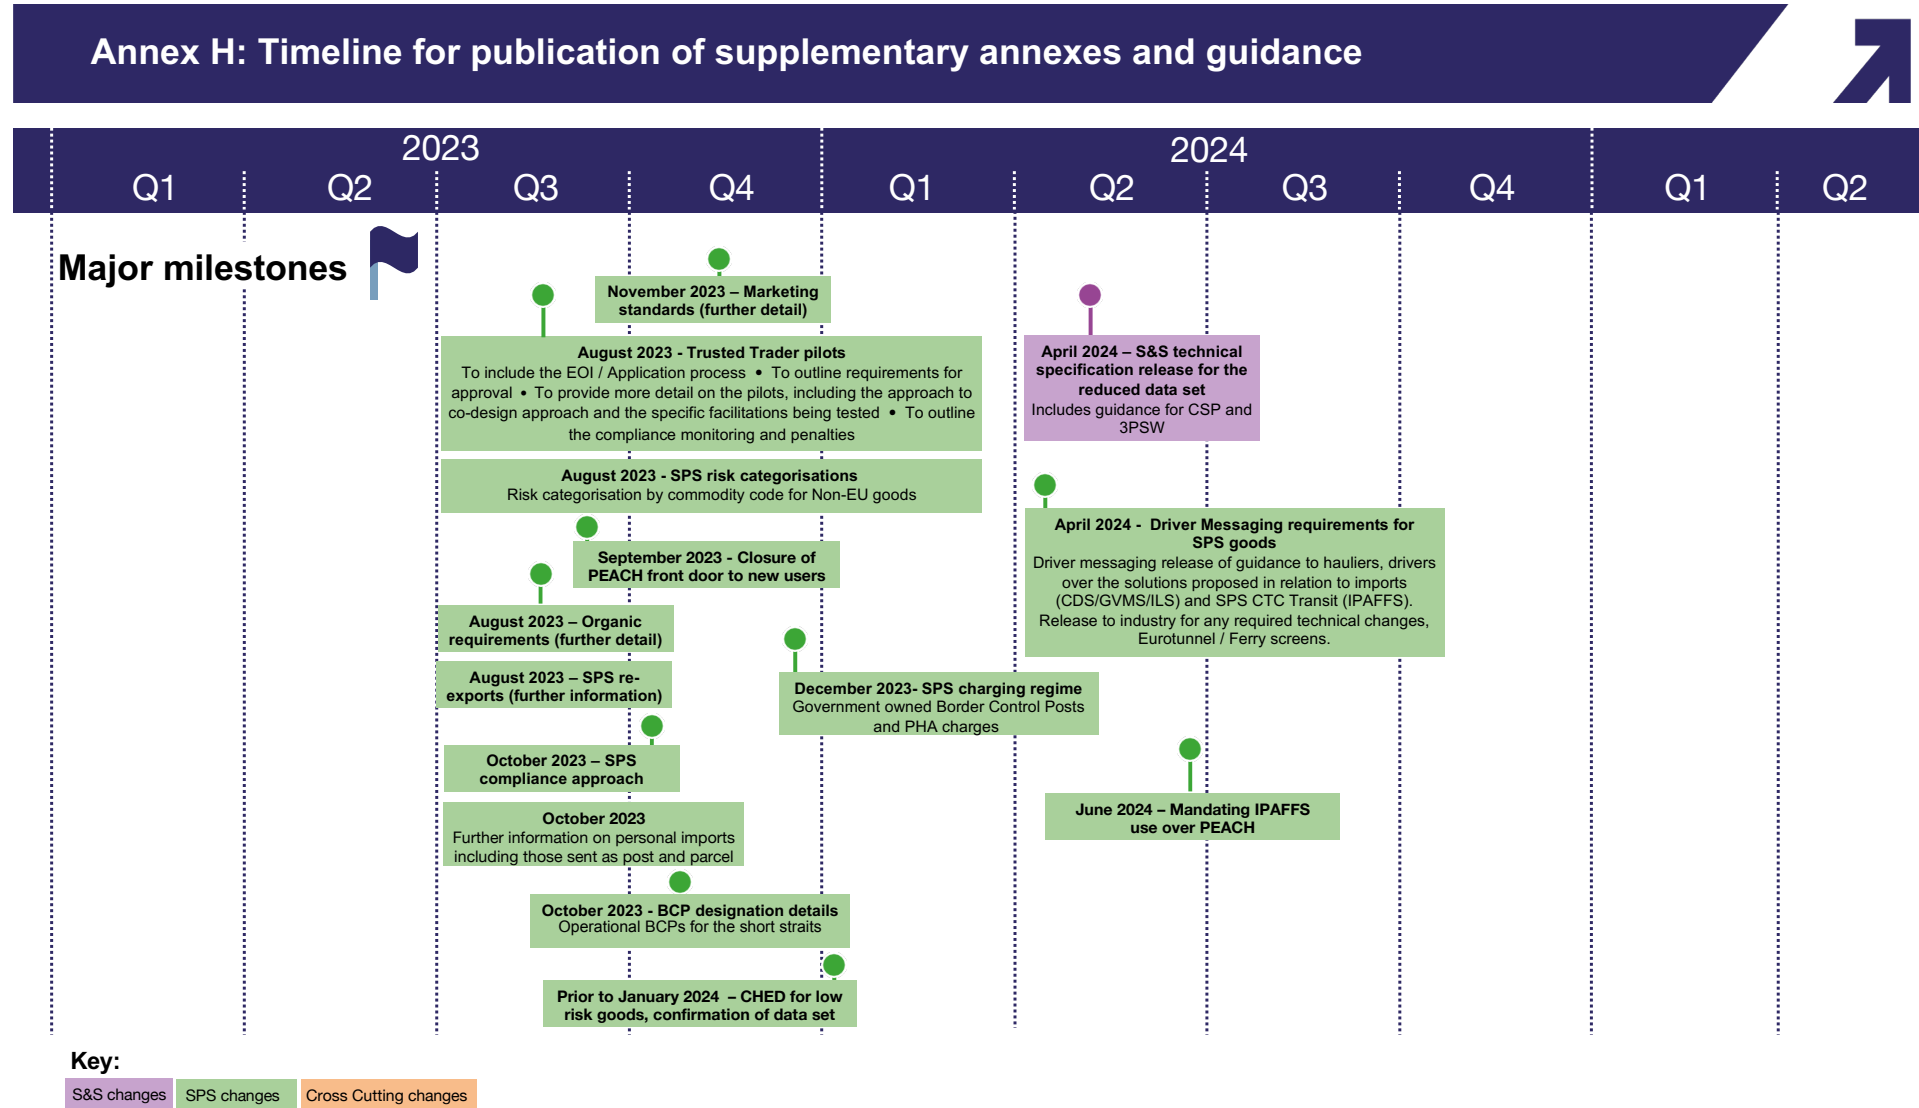 Annex H: Timeline for publication of supplementary annexes and guidance
2023
2024
Q1
Q2
Q3
Q4
Q1
Q2
Q3
Q4
Q1
Q2
Major milestones
November 2023 – Marketing
standards (further detail)
August 2023 - Trusted Trader pilots
To include the EOI / Application process • To outline requirements for
approval • To provide more detail on the pilots, including the approach to
co-design approach and the specific facilitations being tested • To outline
the compliance monitoring and penalties
August 2023 - SPS risk categorisations
Risk categorisation by commodity code for Non-EU goods
September 2023 - Closure of
PEACH front door to new users
August 2023 – Organic
requirements (further detail)
August 2023 – SPS re-
exports (further information)
October 2023 – SPS
compliance approach
October 2023
Further information on personal imports
including those sent as post and parcel
October 2023 - BCP designation details
Operational BCPs for the short straits
Prior to January 2024 – CHED for low
risk goods, confirmation of data set
December 2023- SPS charging regime
Government owned Border Control Posts
and PHA charges
April 2024 – S&S technical
specification release for the
reduced data set
Includes guidance for CSP and
3PSW
April 2024 - Driver Messaging requirements for
SPS goods
Driver messaging release of guidance to hauliers, drivers
over the solutions proposed in relation to imports
(CDS/GVMS/ILS) and SPS CTC Transit (IPAFFS).
Release to industry for any required technical changes,
Eurotunnel / Ferry screens.
June 2024 – Mandating IPAFFS
use over PEACH
Key:
S&S changes
SPS changes
Cross Cutting changes